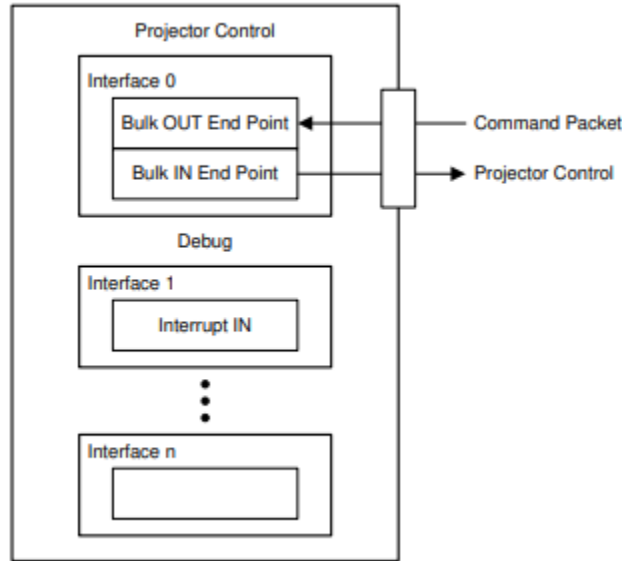 Projector Control
Interface 0
Bulk OUT End Point
Command Packet
Bulk IN End Point
Projector Control
Debug
Interface 1
Interrupt IN
Interface n